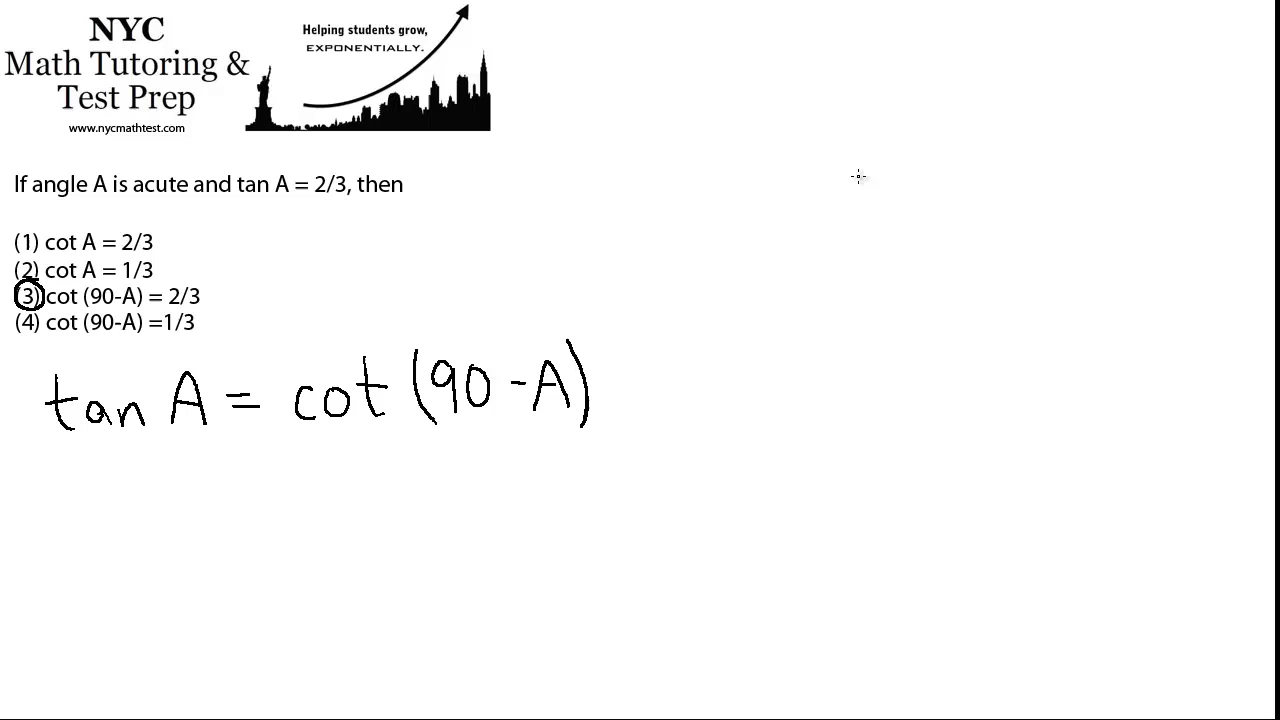 NYC
Math Tutoring &
Test Prep
www.nycmathtest.com
Helping students grow,
EXPONENTIALLY.
If angle A is acute and tan A = 2/3, then
(1) cot A = 2/3
(2) cot A = 1/3
(3) cot (90-A) = 2/3
(4) cot (90-A) =1/3
tan A = cot (90 -A)